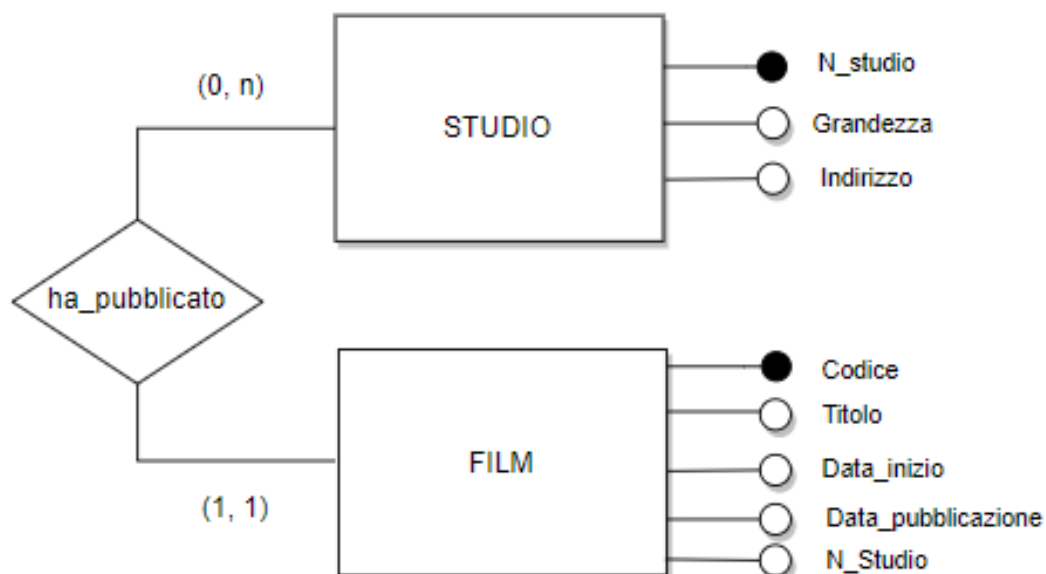 (0, n)
STUDIO
N_studio
Grandezza
Indirizzo
ha_pubblicato
(1, 1)
FILM
Codice
Titolo
Data_inizio
Data_pubblicazione
N_Studio